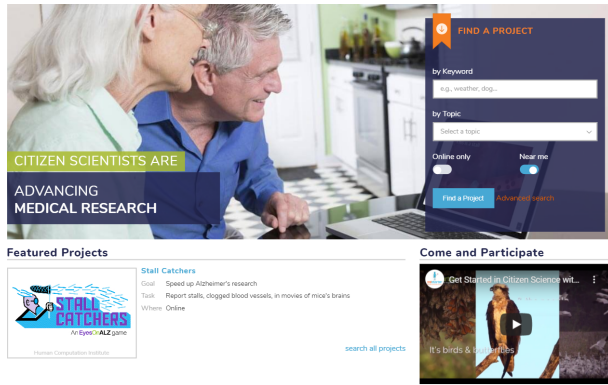 FIND A PROJECT
by Keyword
e.g., weather, dog...
by Topic
Select a topic
Online only Near me
Find a Project Advanced search
CITIZEN SCIENTISTS ARE
ADVANCING
MEDICAL RESEARCH
Featured Projects
STALL
CATCHERS
An EyesOnALZ game
Human Computation Institute
Stall Catchers
Goal Speed up Alzheimer's research
Task Report stalls, clogged blood vessels, in movies of mice's brains
Where Online
search all projects
Come and Participate
Get Started in Citizen Science wit...
It's birds & butterflies